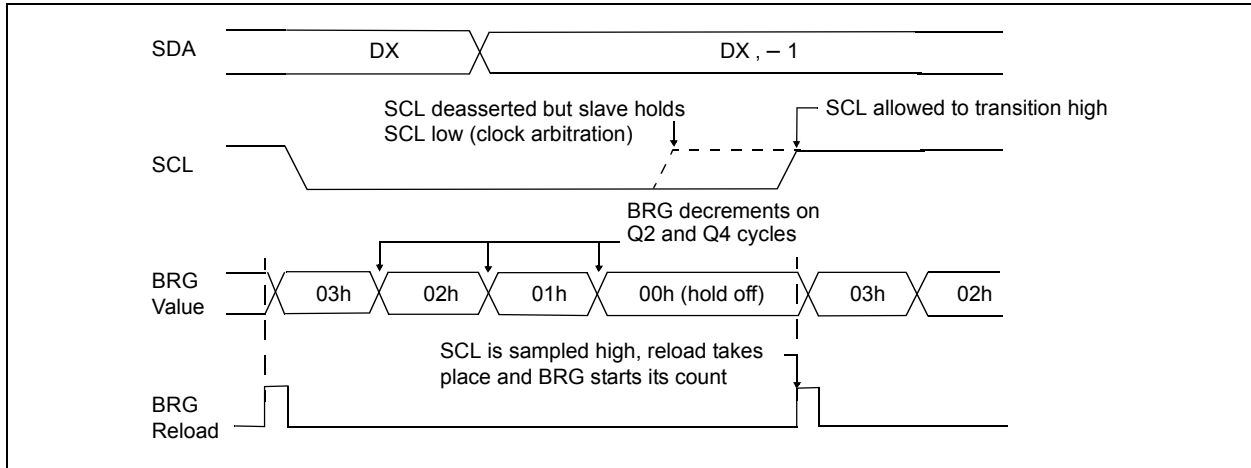 SDA
DX
DX , – 1
SCL deasserted but slave holds
SCL low (clock arbitration)
SCL allowed to transition high
SCL
BRG decrements on
Q2 and Q4 cycles
BRG
Value
03h
02h
01h
00h (hold off)
03h
02h
SCL is sampled high, reload takes
place and BRG starts its count
BRG
Reload